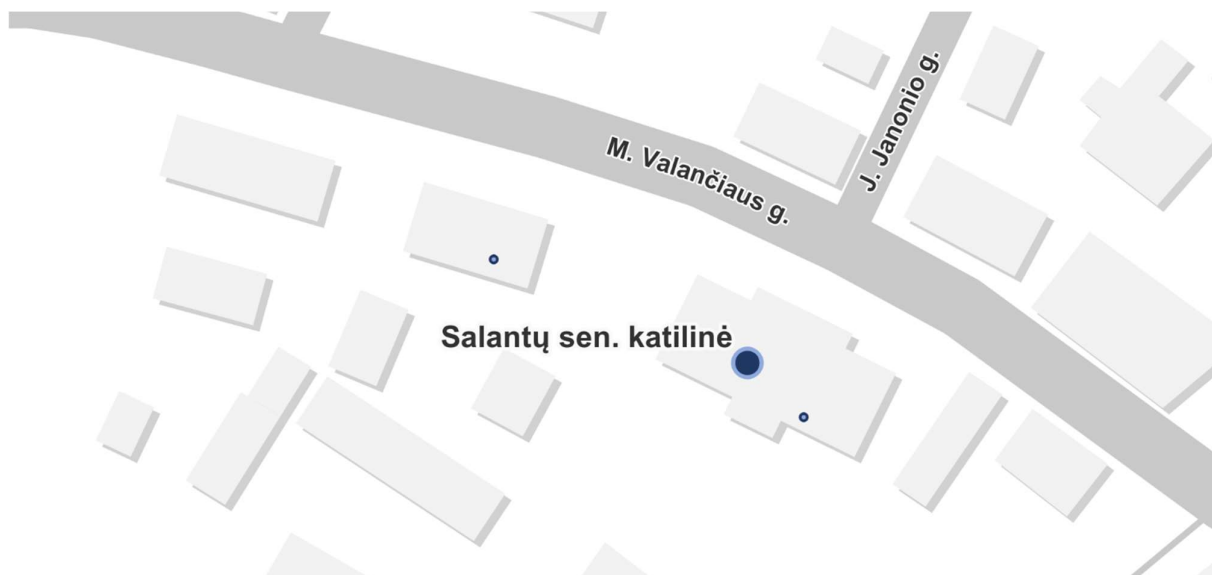 J. Janonio g.
M. Valančiaus g.
Salantų sen. katilinė